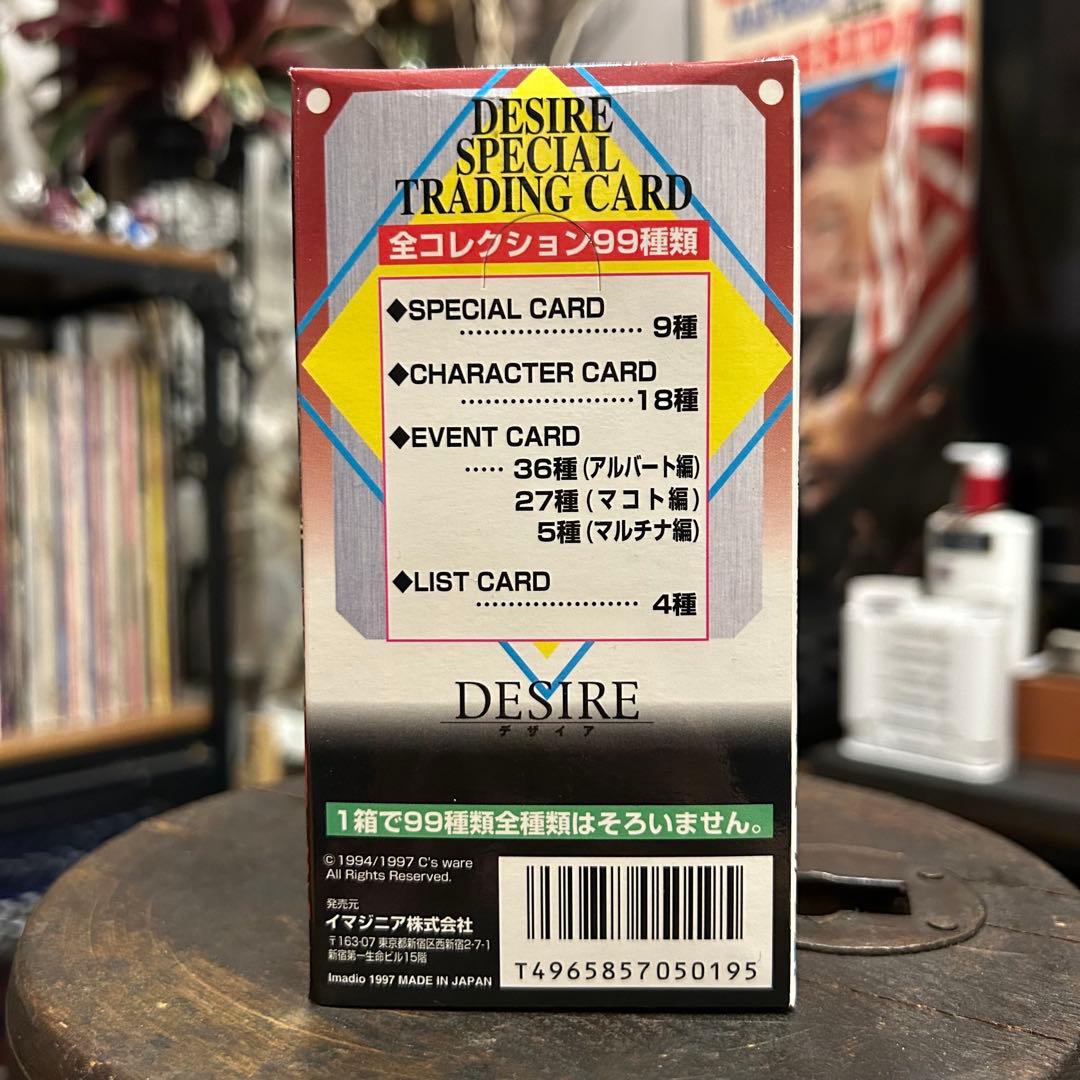 DESIRE
SPECIAL
TRADING CARD
全コレクション99種類
◆SPECIAL CARD
…………………… 9種
◆CHARACTER CARD
…………………18種
◆EVENT CARD
····· 36種(アルバート編)
27種(マコト編)
5種(マルチナ編)
◆LIST CARD
………………… 4種
DESIRE
デザイア
1箱で99種類全種類はそろいません。
© 1994/1997 C's ware
All Rights Reserved.
発売元
イマジニア株式会社
〒163-07 東京都新宿区西新宿2-7-1
新宿第一生命ビル15階
Imadio 1997 MADE IN JAPAN
T4965857050195